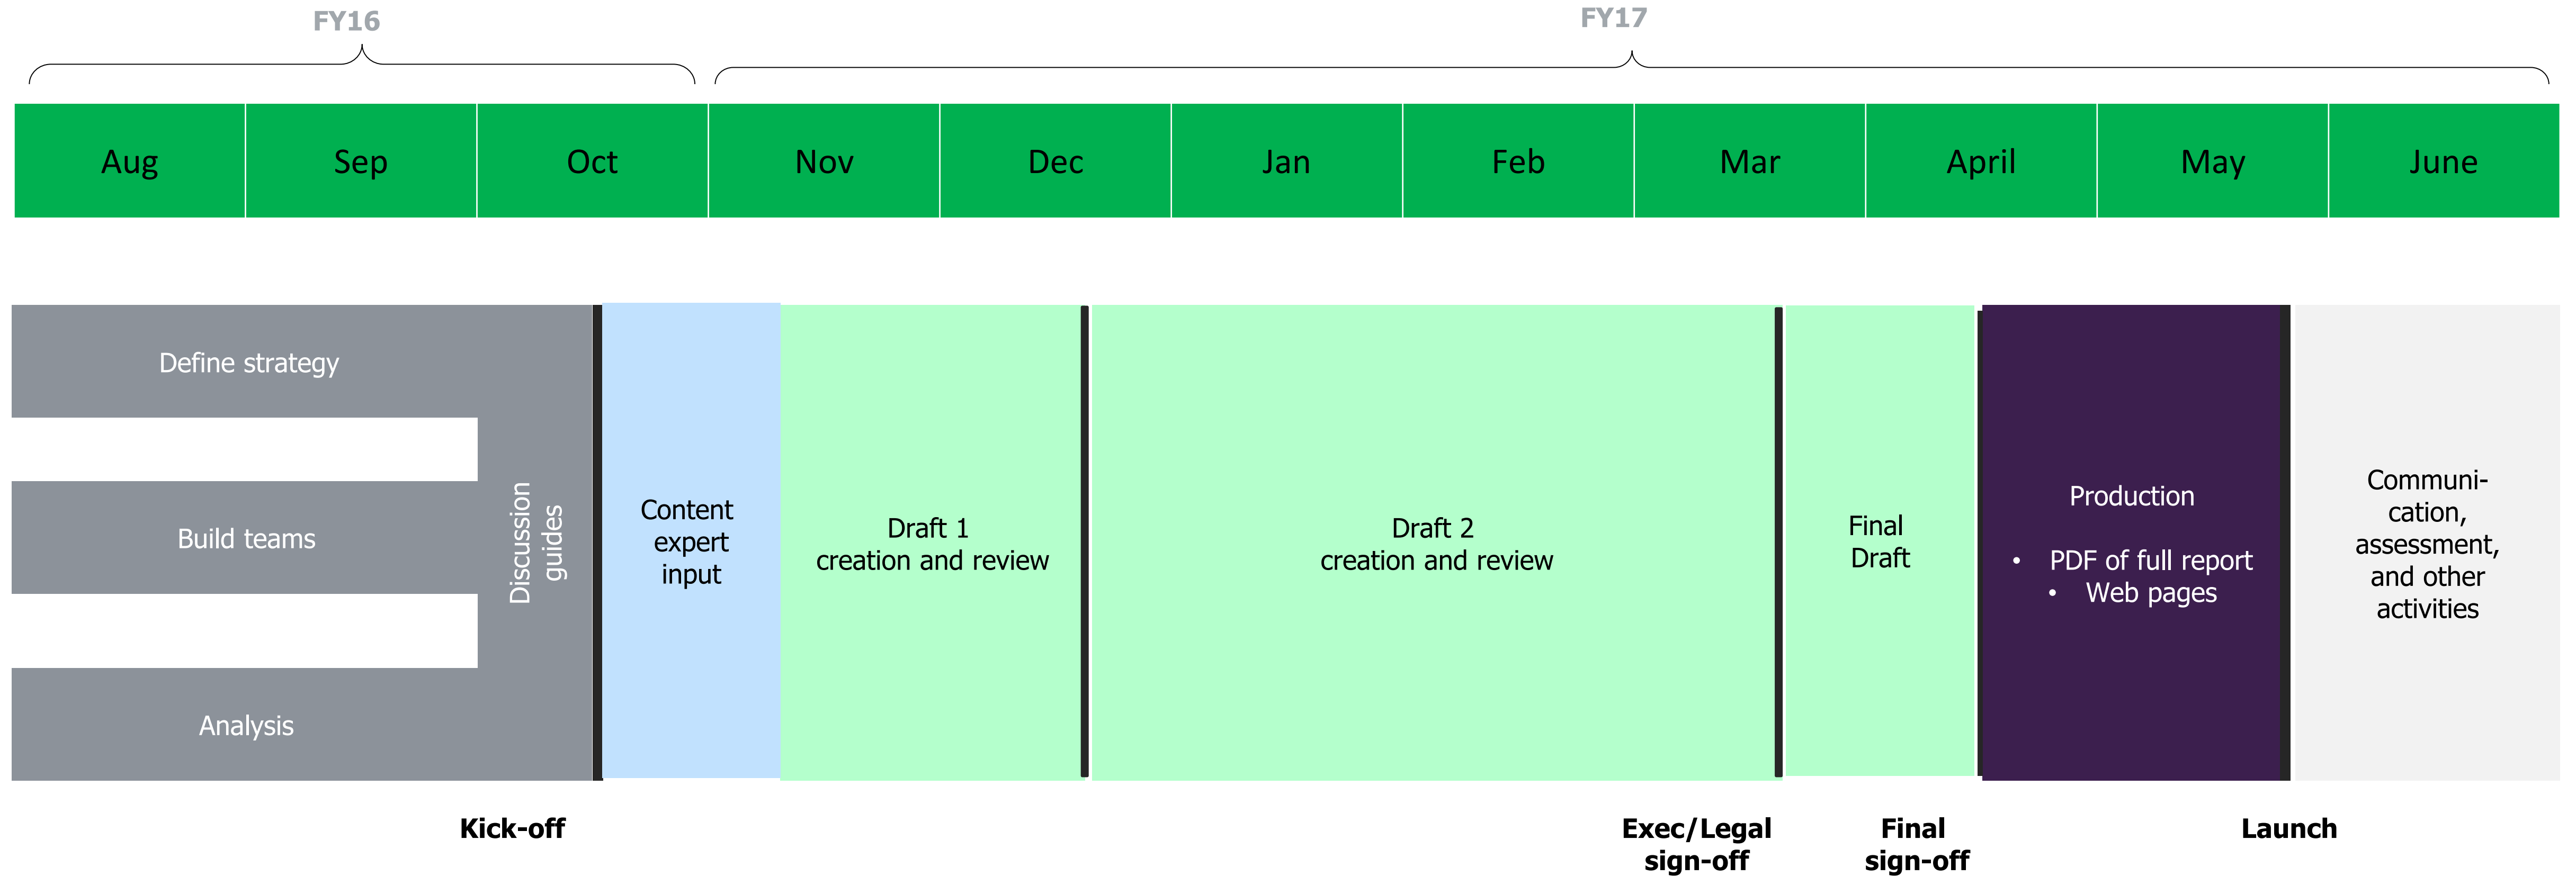 FY16
FY17
Aug
Sep
Oct
Nov
Dec
Jan
Feb
Mar
April
May
June
Define strategy
Build teams
Analysis
Discussion
guides
Content
expert
input
Draft 1
creation and review
Draft 2
creation and review
Final
Draft
Production
• PDF of full report
• Web pages
Communi-
cation,
assessment,
and other
activities
Kick-off
Exec/Legal
sign-off
Final
sign-off
Launch